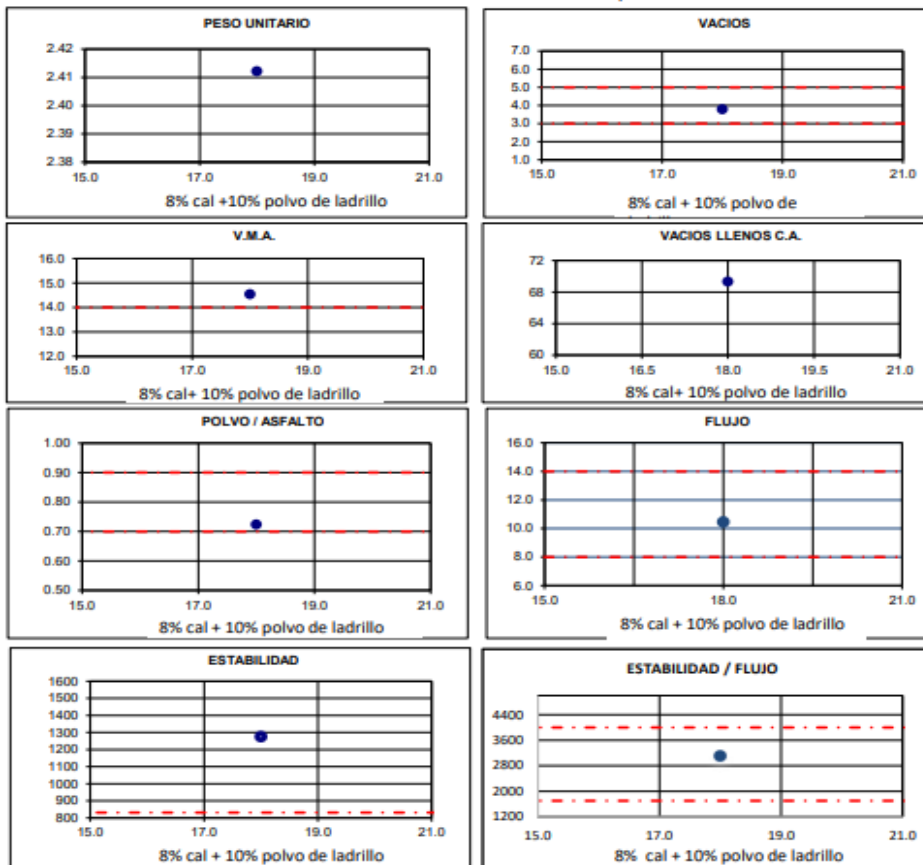 PESO UNITARIO
2.42
2.41
2.40
2.39
2.38
15.0 17.0 19.0 21.0
8% cal +10% polvo de ladrillo
VACIOS
7.0
6.0
5.0
4.0
3.0
2.0
1.0
15.0 17.0 19.0 21.0
8% cal + 10% polvo de
V.M.A.
16.0
15.0
14.0
13.0
12.0
15.0 17.0 19.0 21.0
8% cal+ 10% polvo de ladrillo
VACIOS LLENOS C.A.
72
68
64
60
15.0 16.5 18.0 19.5 21.0
8% cal + 10% polvo de ladrillo
POLVO / ASFALTO
1.00
0.90
0.80
0.70
0.60
0.50
15.0 17.0 19.0 21.0
8% cal + 10% polvo de ladrillo
FLUJO
16.0
14.0
12.0
10.0
8.0
6.0
15.0 18.0 21.0
8% cal + 10% polvo de ladrillo
ESTABILIDAD
1600
1500
1400
1300
1200
1100
1000
900
800
15.0 17.0 19.0 21.0
8% cal + 10% polvo de ladrillo
ESTABILIDAD / FLUJO
4400
3600
2800
2000
1200
15.0 17.0 19.0 21.0
8% cal + 10% polvo de ladrillo